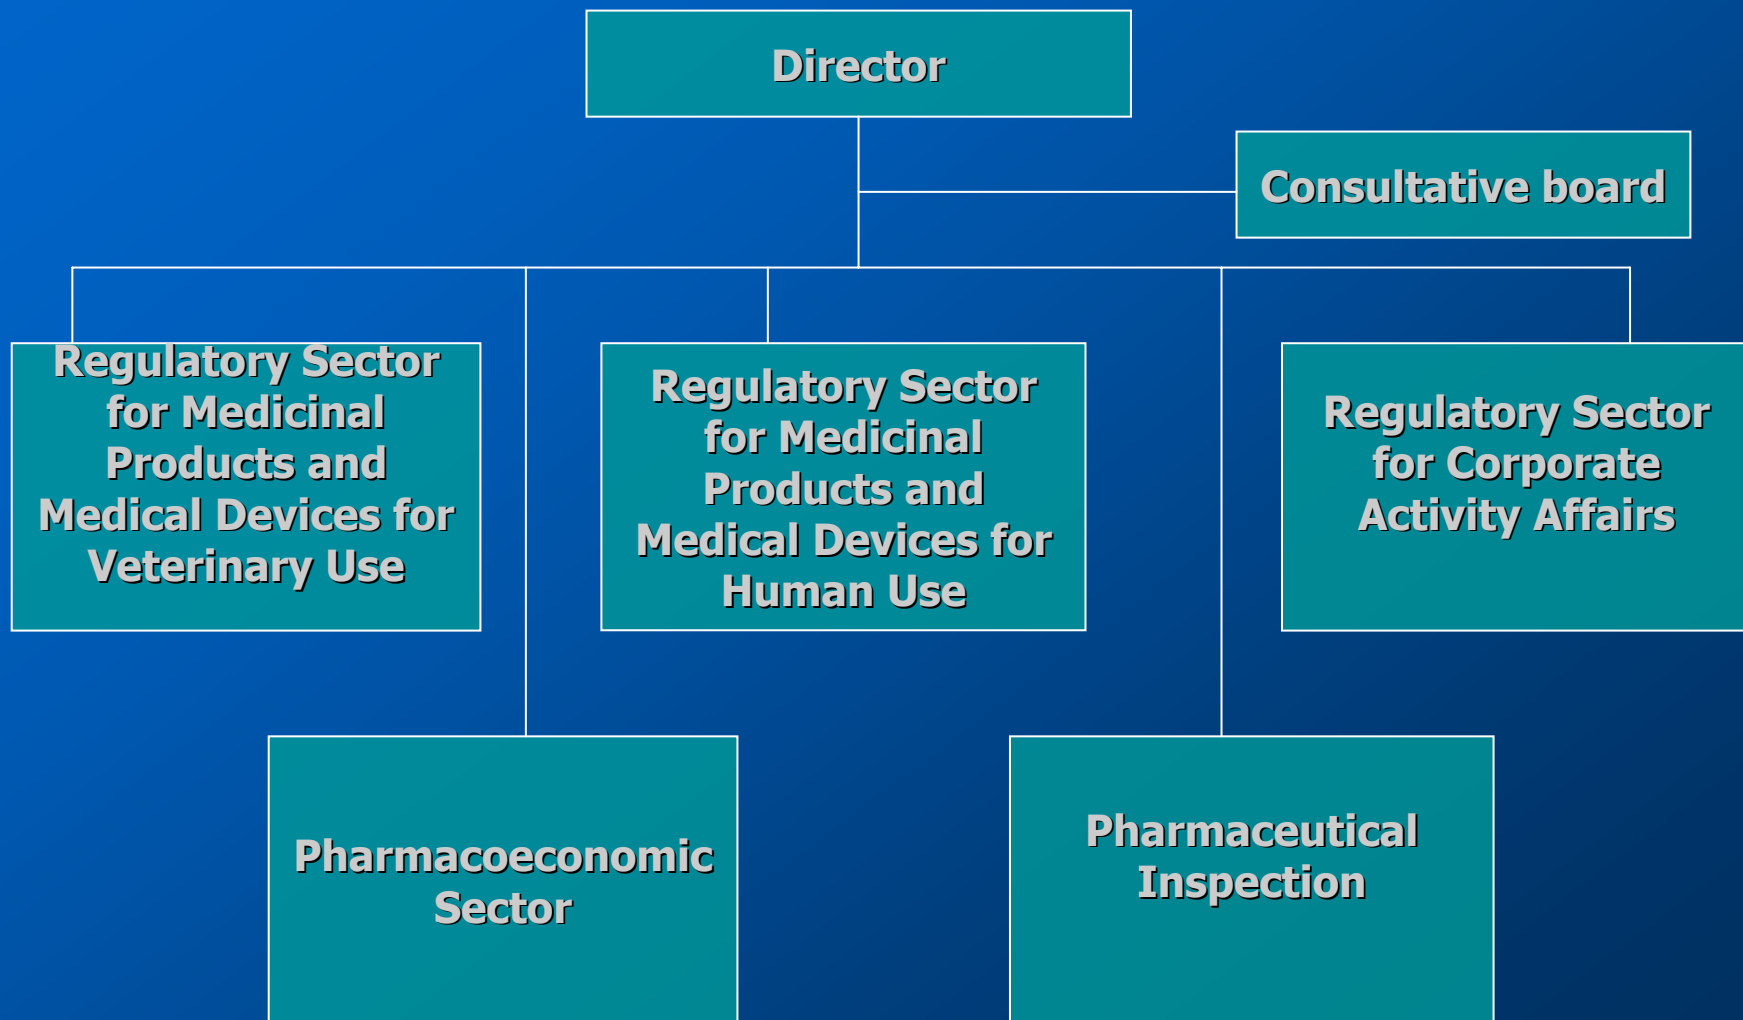 Director
Consultative board
Regulatory Sector
for Medicinal
Products and
Medical Devices for
Veterinary Use
Regulatory Sector
for Medicinal
Products and
Medical Devices for
Human Use
Regulatory Sector
for Corporate
Activity Affairs
Pharmacoeconomic
Sector
Pharmaceutical
Inspection